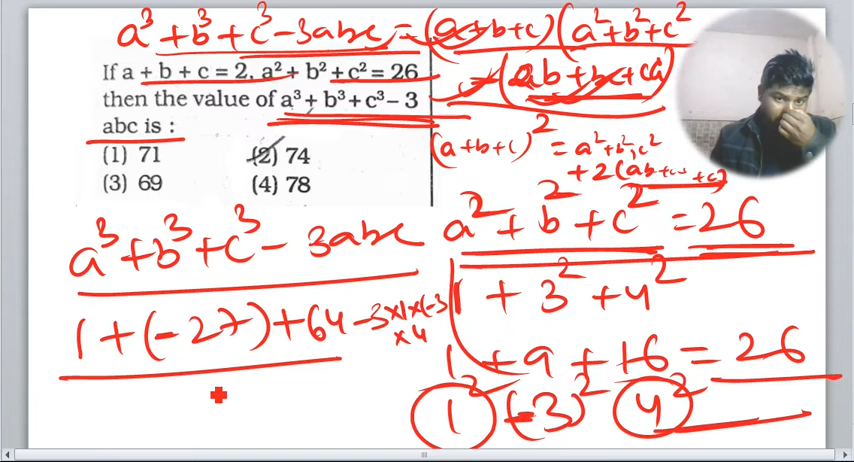 a³ + b³ + c³ - 3abc = (a+b+c) (a² + b² + c²
- (ab + bc + ca)
If a + b + c = 2, a² + b² + c² = 26
then the value of a³ + b³ + c³ – 3
abc is :
(1) 71 (2) 74
(3) 69 (4) 78
(a+b+c)² = a² + b² + c²
+ 2(ab+
a³ + b³ + c³ - 3abc
a² + b² + c² = 26
1 + 3² + 4²
1 + (-27) + 64 - 3×1×(-3
× 4
1 + 9 + 16 = 26
1² (-3)² 4²